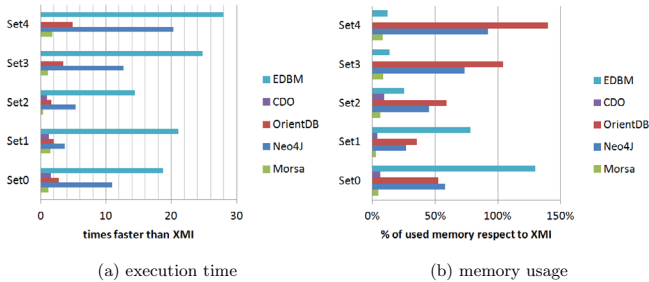 Set4
Set3
Set2
Set1
Set0
0
10
20
30
times faster than XMI
EDBM
CDO
OrientDB
Neo4J
Morsa
(a) execution time
Set4
Set3
Set2
Set1
Set0
0%
50%
100%
150%
% of used memory respect to XMI
EDBM
CDO
OrientDB
Neo4J
Morsa
(b) memory usage